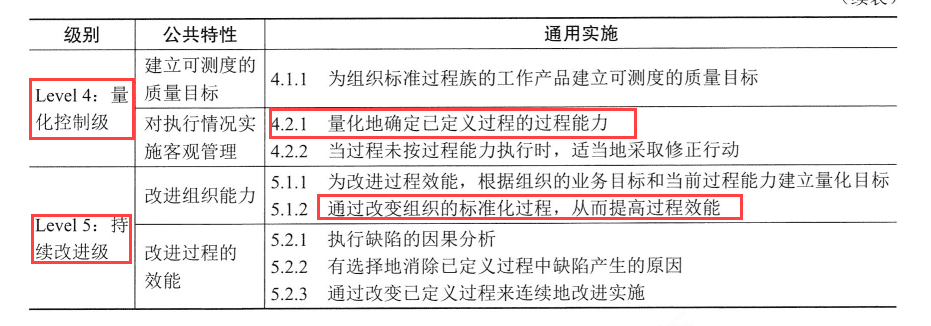 （续表）
级别 公共特性 通用实施
Level 4：量化控制级
建立可测度的质量目标
4.1.1 为组织标准过程族的工作产品建立可测度的质量目标
对执行情况实施客观管理
4.2.1 量化地确定已定义过程的过程能力
4.2.2 当过程未按过程能力执行时，适当地采取修正行动
Level 5：持续改进级
改进组织能力
5.1.1 为改进过程效能，根据组织的业务目标和当前过程能力建立量化目标
5.1.2 通过改变组织的标准化过程，从而提高过程效能
改进过程的效能
5.2.1 执行缺陷的因果分析
5.2.2 有选择地消除已定义过程中缺陷产生的原因
5.2.3 通过改变已定义过程来连续地改进实施